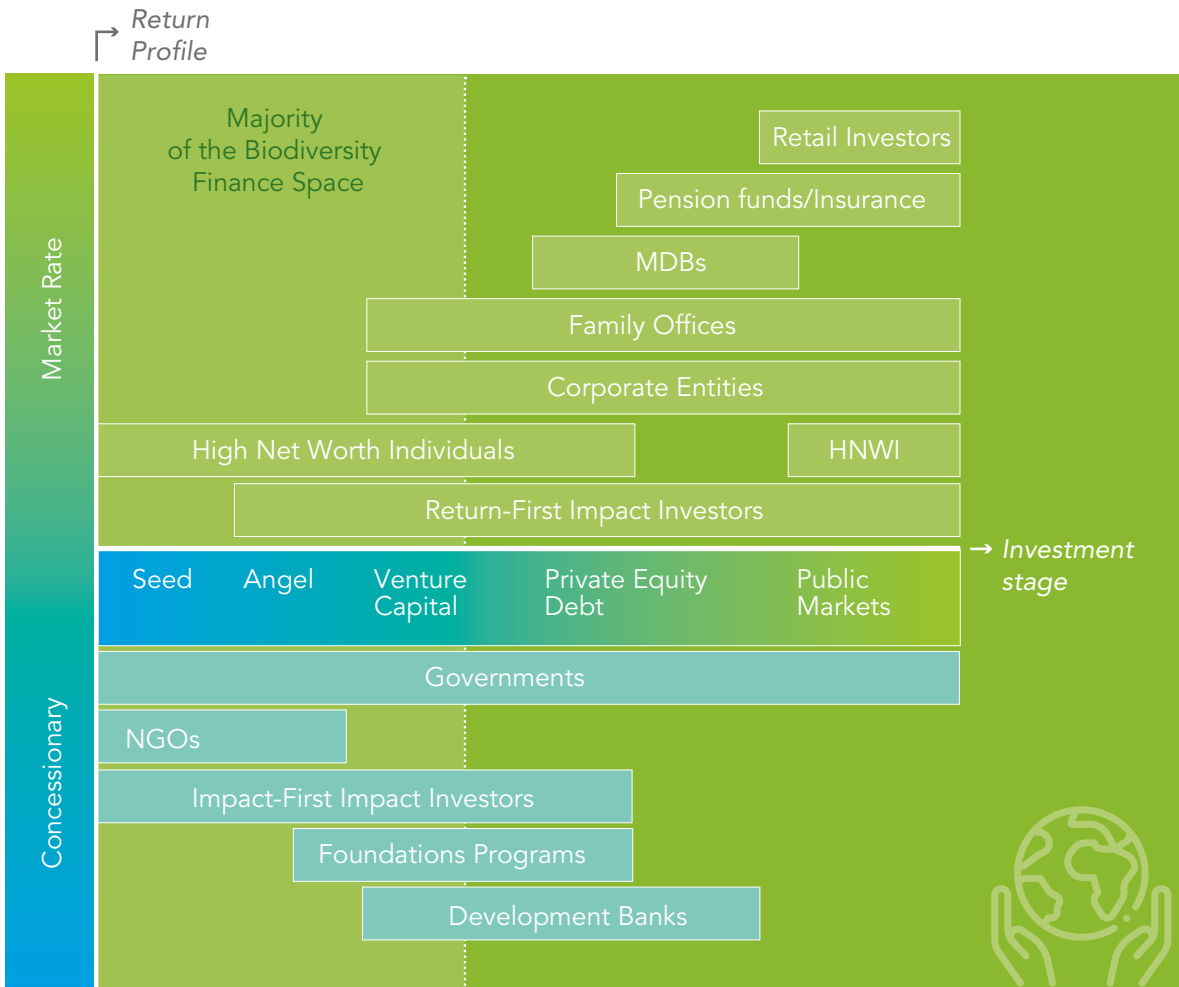 Return
Profile
Majority
of the Biodiversity
Finance Space
Retail Investors
Pension funds/Insurance
MDBs
Family Offices
Corporate Entities
High Net Worth Individuals
HNWI
Return-First Impact Investors
Market Rate
→ Investment
stage
Seed
Angel
Venture
Capital
Private Equity
Debt
Public
Markets
Governments
NGOs
Impact-First Impact Investors
Foundations Programs
Development Banks
Concessionary